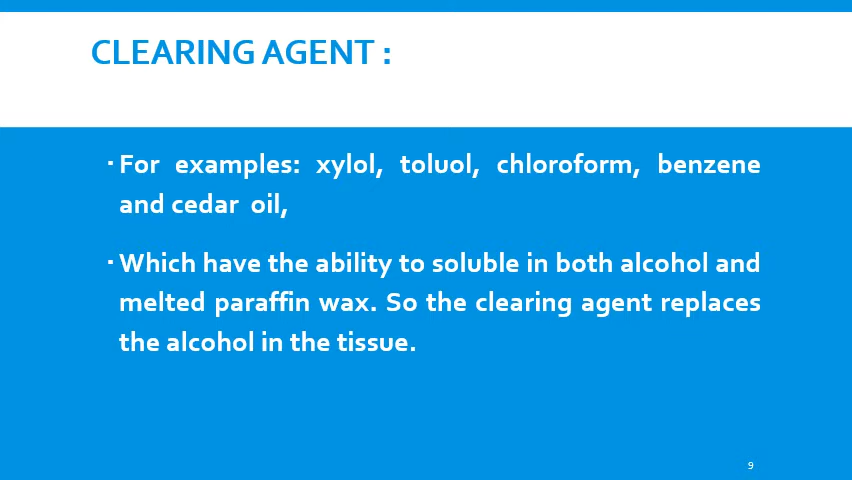 CLEARING AGENT :
▪ For examples: xylol, toluol, chloroform, benzene
and cedar oil,
▪ Which have the ability to soluble in both alcohol and
melted paraffin wax. So the clearing agent replaces
the alcohol in the tissue.
9